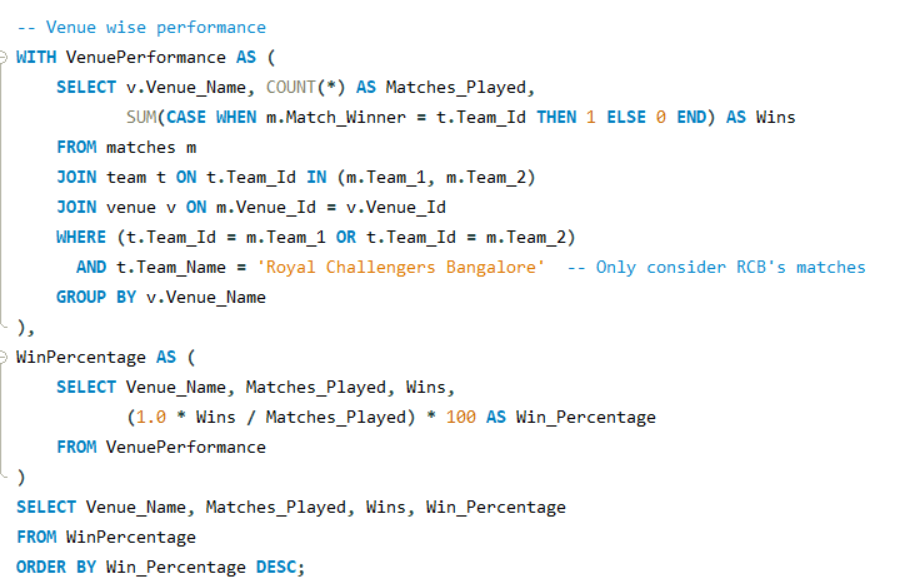 -- Venue wise performance
WITH VenuePerformance AS (
SELECT v.Venue_Name, COUNT(*) AS Matches_Played,
SUM(CASE WHEN m.Match_Winner = t.Team_Id THEN 1 ELSE 0 END) AS Wins
FROM matches m
JOIN team t ON t.Team_Id IN (m.Team_1, m.Team_2)
JOIN venue v ON m.Venue_Id = v.Venue_Id
WHERE (t.Team_Id = m.Team_1 OR t.Team_Id = m.Team_2)
AND t.Team_Name = 'Royal Challengers Bangalore'  -- Only consider RCB's matches
GROUP BY v.Venue_Name
),
WinPercentage AS (
SELECT Venue_Name, Matches_Played, Wins,
(1.0 * Wins / Matches_Played) * 100 AS Win_Percentage
FROM VenuePerformance
)
SELECT Venue_Name, Matches_Played, Wins, Win_Percentage
FROM WinPercentage
ORDER BY Win_Percentage DESC;